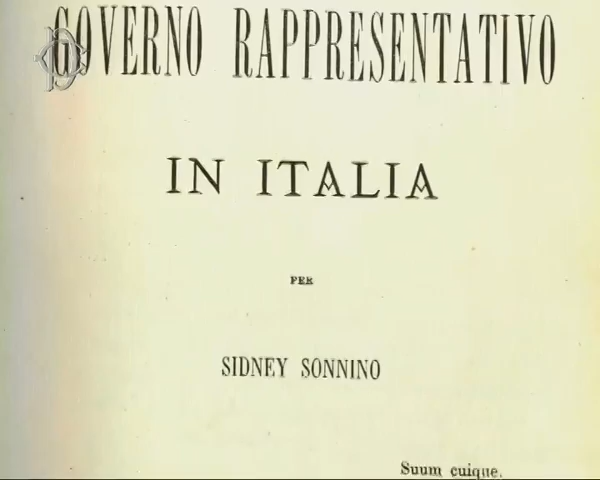 GOVERNO RAPPRESENTATIVO
IN ITALIA
PER
SIDNEY SONNINO
Suum cuique.